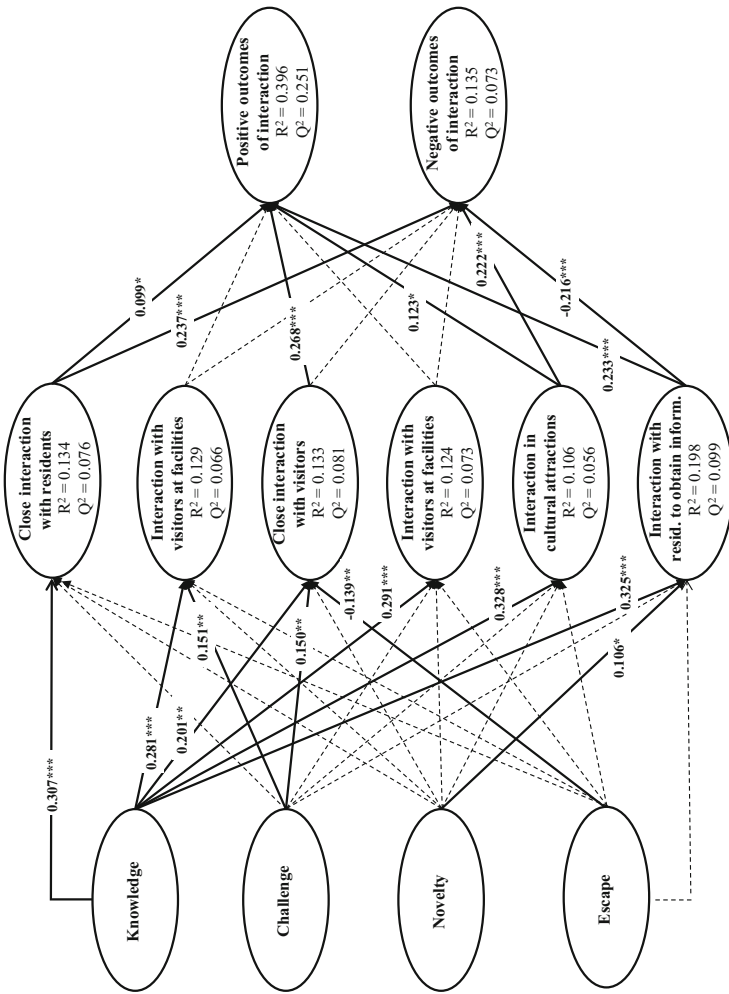 Knowledge
Challenge
Novelty
Escape
0.307***
0.281***
0.201**
0.151**
0.150**
-0.139**
0.291***
0.328***
0.325***
0.106*
Close interaction
with residents
R² = 0.134
Q² = 0.076
Interaction with
visitors at facilities
R² = 0.129
Q² = 0.066
Close interaction
with visitors
R² = 0.133
Q² = 0.081
Interaction with
visitors at facilities
R² = 0.124
Q² = 0.073
Interaction in
cultural attractions
R² = 0.106
Q² = 0.056
Interaction with
resid. to obtain inform.
R² = 0.198
Q² = 0.099
0.099*
0.237***
0.268***
0.123*
0.222***
0.233***
-0.216***
Positive outcomes
of interaction
R² = 0.396
Q² = 0.251
Negative outcomes
of interaction
R² = 0.135
Q² = 0.073